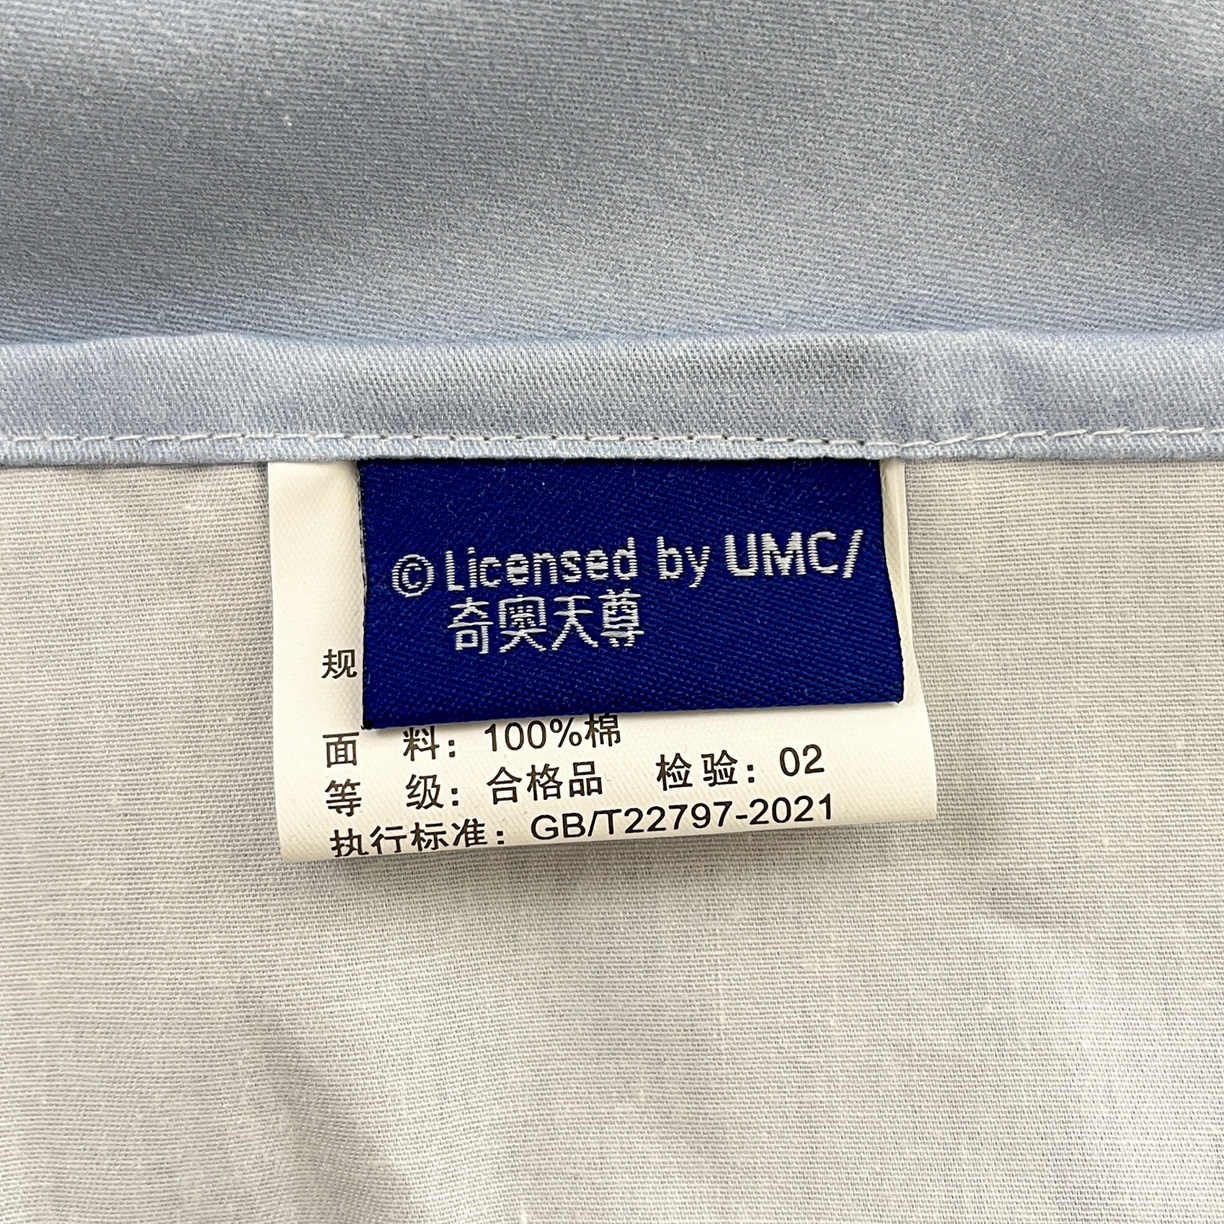 ©Licensed by UMC/
奇奥天尊
规
面 料：100%棉
等 级：合格品 检验：02
执行标准：GB/T22797-2021